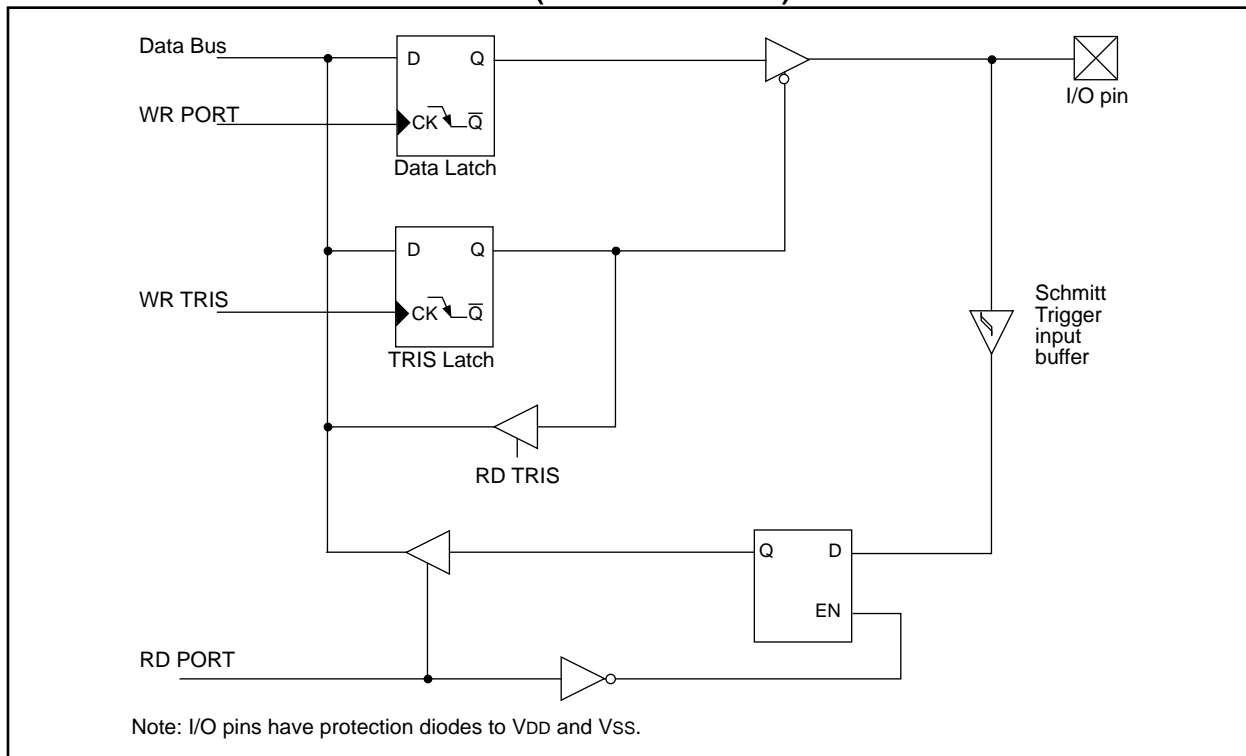 Data Bus
D Q
WR PORT
CK Q̅
Data Latch
I/O pin
D Q
WR TRIS
CK Q̅
TRIS Latch
Schmitt
Trigger
input
buffer
RD TRIS
Q D
EN
RD PORT
Note: I/O pins have protection diodes to VDD and VSS.